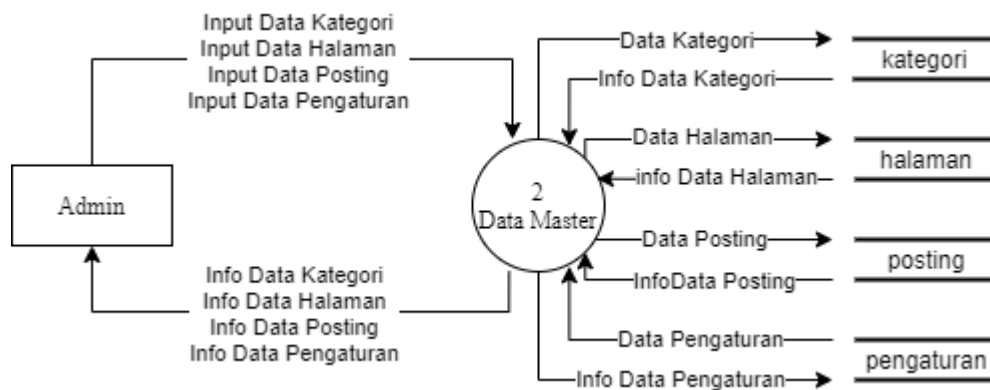 Input Data Kategori
Input Data Halaman
Input Data Posting
Input Data Pengaturan
Admin
2
Data Master
Info Data Kategori
Info Data Halaman
Info Data Posting
Info Data Pengaturan
Data Kategori
kategori
Info Data Kategori
Data Halaman
halaman
info Data Halaman
Data Posting
posting
InfoData Posting
Data Pengaturan
pengaturan
Info Data Pengaturan